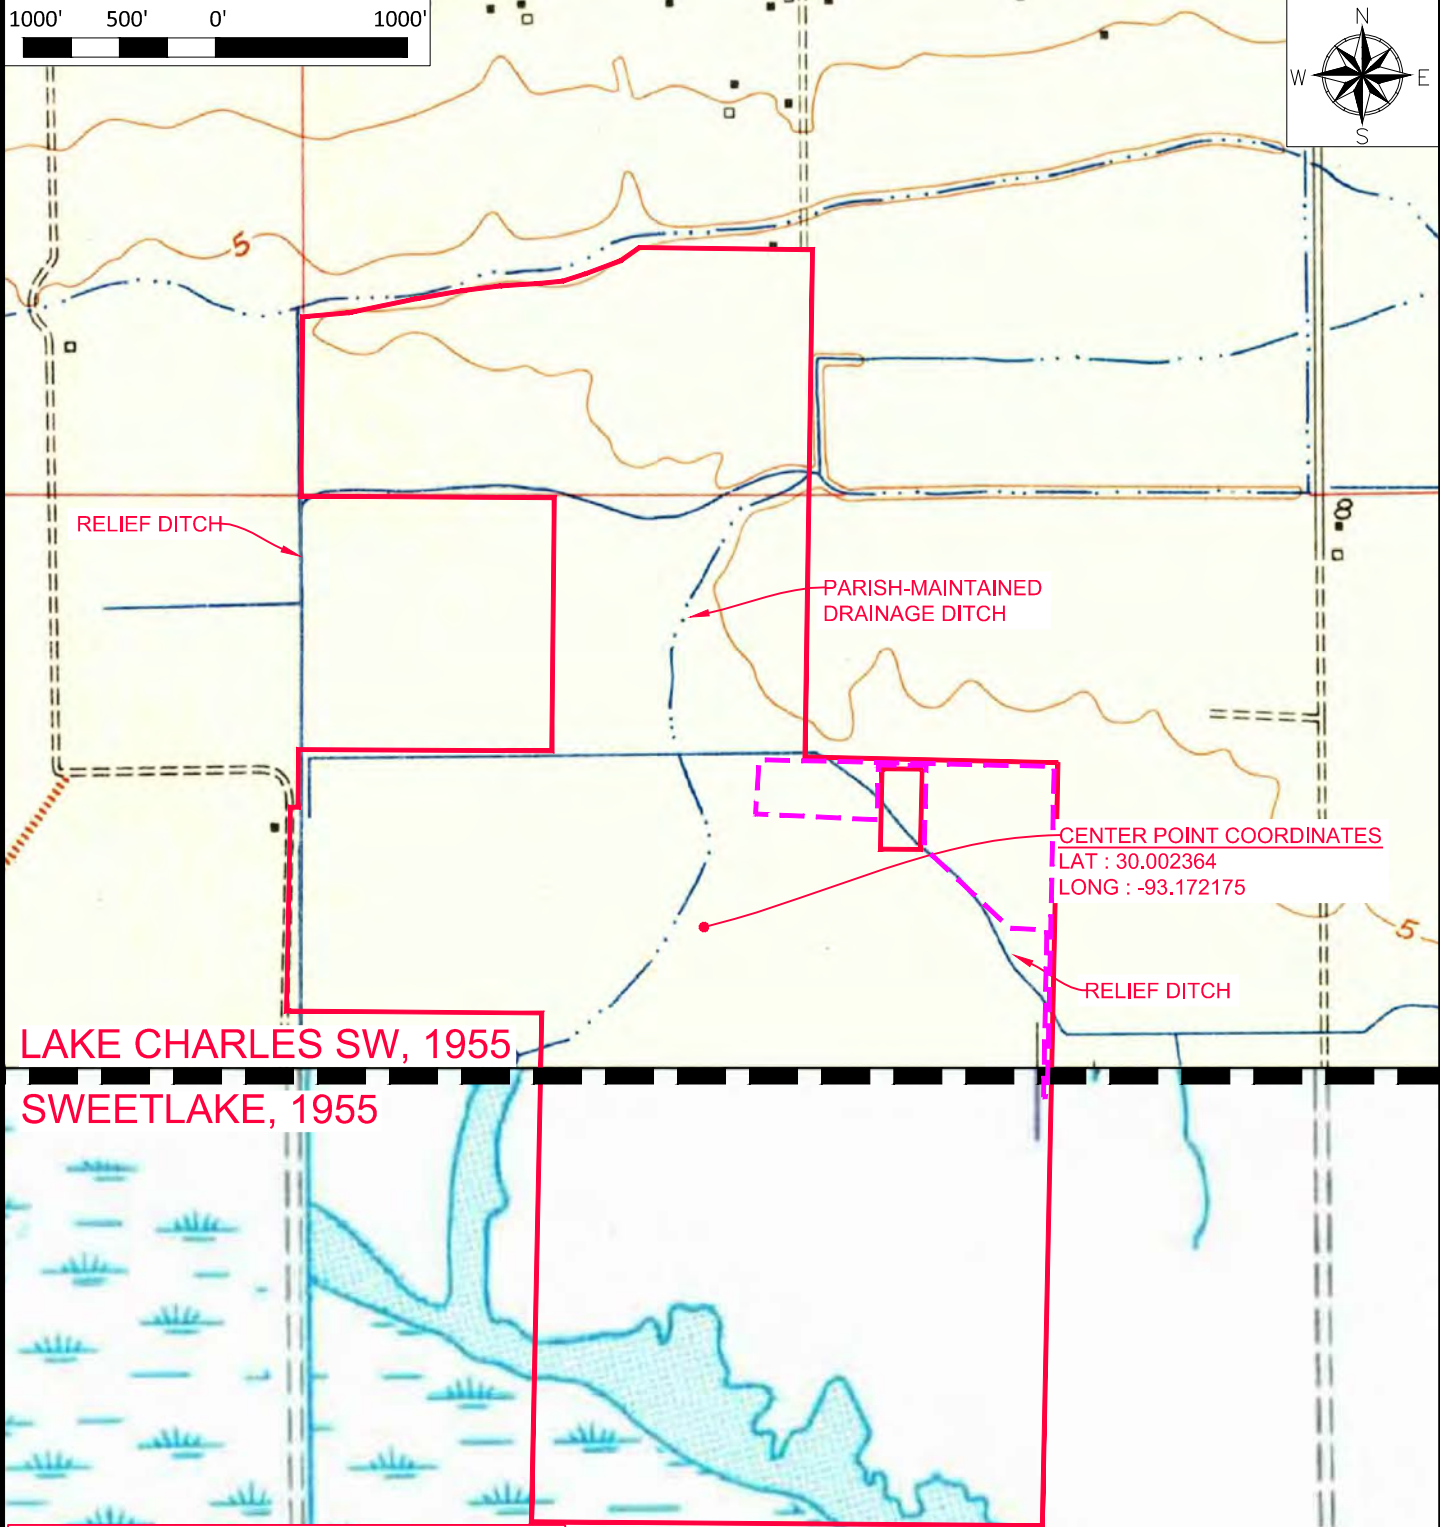 1000' 500' 0' 1000'
N
W E
S
5
RELIEF DITCH
8
PARISH-MAINTAINED
DRAINAGE DITCH
CENTER POINT COORDINATES
LAT : 30.002364
LONG : -93.172175
5
RELIEF DITCH
LAKE CHARLES SW, 1955
SWEETLAKE, 1955